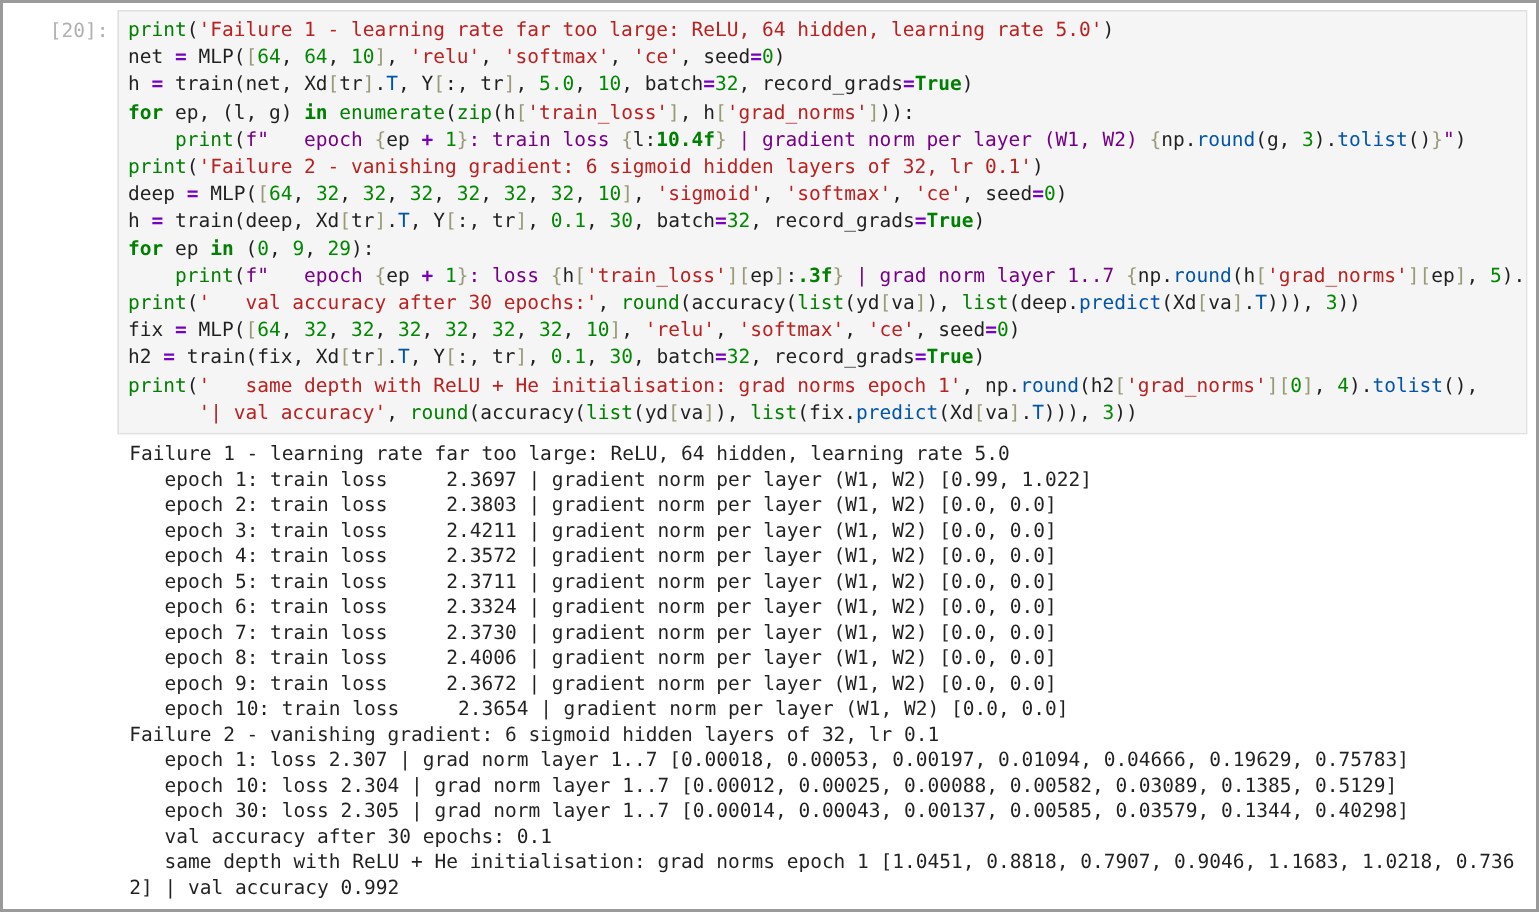 [20]: print('Failure 1 - learning rate far too large: ReLU, 64 hidden, learning rate 5.0')
net = MLP([64, 64, 10], 'relu', 'softmax', 'ce', seed=0)
h = train(net, Xd[tr].T, Y[:, tr], 5.0, 10, batch=32, record_grads=True)
for ep, (l, g) in enumerate(zip(h['train_loss'], h['grad_norms'])):
    print(f"   epoch {ep + 1}: train loss {l:10.4f} | gradient norm per layer (W1, W2) {np.round(g, 3).tolist()}")
print('Failure 2 - vanishing gradient: 6 sigmoid hidden layers of 32, lr 0.1')
deep = MLP([64, 32, 32, 32, 32, 32, 32, 10], 'sigmoid', 'softmax', 'ce', seed=0)
h = train(deep, Xd[tr].T, Y[:, tr], 0.1, 30, batch=32, record_grads=True)
for ep in (0, 9, 29):
    print(f"   epoch {ep + 1}: loss {h['train_loss'][ep]:.3f} | grad norm layer 1..7 {np.round(h['grad_norms'][ep], 5).
print('   val accuracy after 30 epochs:', round(accuracy(list(yd[va]), list(deep.predict(Xd[va].T))), 3))
fix = MLP([64, 32, 32, 32, 32, 32, 32, 10], 'relu', 'softmax', 'ce', seed=0)
h2 = train(fix, Xd[tr].T, Y[:, tr], 0.1, 30, batch=32, record_grads=True)
print('   same depth with ReLU + He initialisation: grad norms epoch 1', np.round(h2['grad_norms'][0], 4).tolist(),
      '| val accuracy', round(accuracy(list(yd[va]), list(fix.predict(Xd[va].T))), 3))
Failure 1 - learning rate far too large: ReLU, 64 hidden, learning rate 5.0
   epoch 1: train loss     2.3697 | gradient norm per layer (W1, W2) [0.99, 1.022]
   epoch 2: train loss     2.3803 | gradient norm per layer (W1, W2) [0.0, 0.0]
   epoch 3: train loss     2.4211 | gradient norm per layer (W1, W2) [0.0, 0.0]
   epoch 4: train loss     2.3572 | gradient norm per layer (W1, W2) [0.0, 0.0]
   epoch 5: train loss     2.3711 | gradient norm per layer (W1, W2) [0.0, 0.0]
   epoch 6: train loss     2.3324 | gradient norm per layer (W1, W2) [0.0, 0.0]
   epoch 7: train loss     2.3730 | gradient norm per layer (W1, W2) [0.0, 0.0]
   epoch 8: train loss     2.4006 | gradient norm per layer (W1, W2) [0.0, 0.0]
   epoch 9: train loss     2.3672 | gradient norm per layer (W1, W2) [0.0, 0.0]
   epoch 10: train loss     2.3654 | gradient norm per layer (W1, W2) [0.0, 0.0]
Failure 2 - vanishing gradient: 6 sigmoid hidden layers of 32, lr 0.1
   epoch 1: loss 2.307 | grad norm layer 1..7 [0.00018, 0.00053, 0.00197, 0.01094, 0.04666, 0.19629, 0.75783]
   epoch 10: loss 2.304 | grad norm layer 1..7 [0.00012, 0.00025, 0.00088, 0.00582, 0.03089, 0.1385, 0.5129]
   epoch 30: loss 2.305 | grad norm layer 1..7 [0.00014, 0.00043, 0.00137, 0.00585, 0.03579, 0.1344, 0.40298]
   val accuracy after 30 epochs: 0.1
   same depth with ReLU + He initialisation: grad norms epoch 1 [1.0451, 0.8818, 0.7907, 0.9046, 1.1683, 1.0218, 0.736
2] | val accuracy 0.992